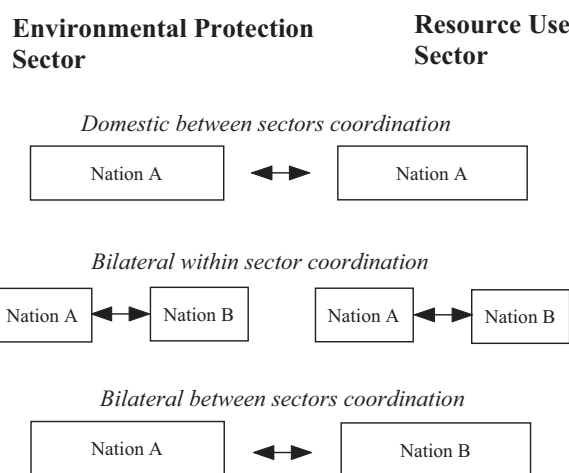 Environmental Protection
Sector
Resource Use
Sector
Domestic between sectors coordination
Nation A
Nation A
Bilateral within sector coordination
Nation A
Nation B
Nation A
Nation B
Bilateral between sectors coordination
Nation A
Nation B